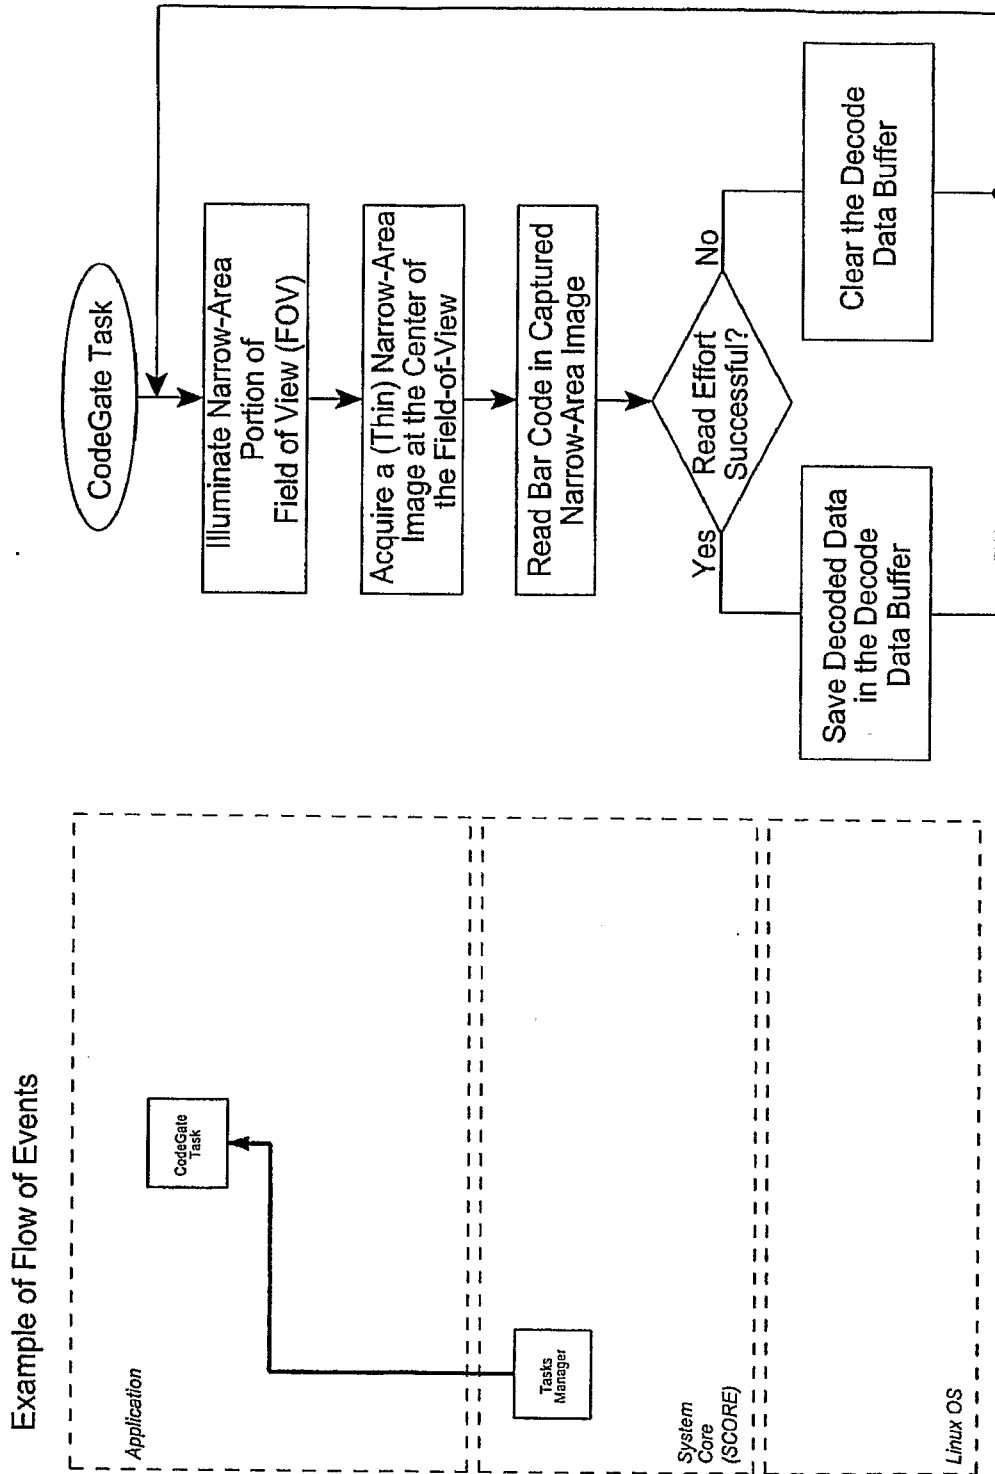 Example of Flow of Events
Application
CodeGate
Task
Tasks
Manager
System
Core
(SCORE)
Linux OS
CodeGate Task
Illuminate Narrow-Area
Portion of
Field of View (FOV)
Acquire a (Thin) Narrow-Area
Image at the Center of
the Field-of-View
Read Bar Code in Captured
Narrow-Area Image
Read Effort
Successful?
Yes
No
Save Decoded Data
in the Decode
Data Buffer
Clear the Decode
Data Buffer